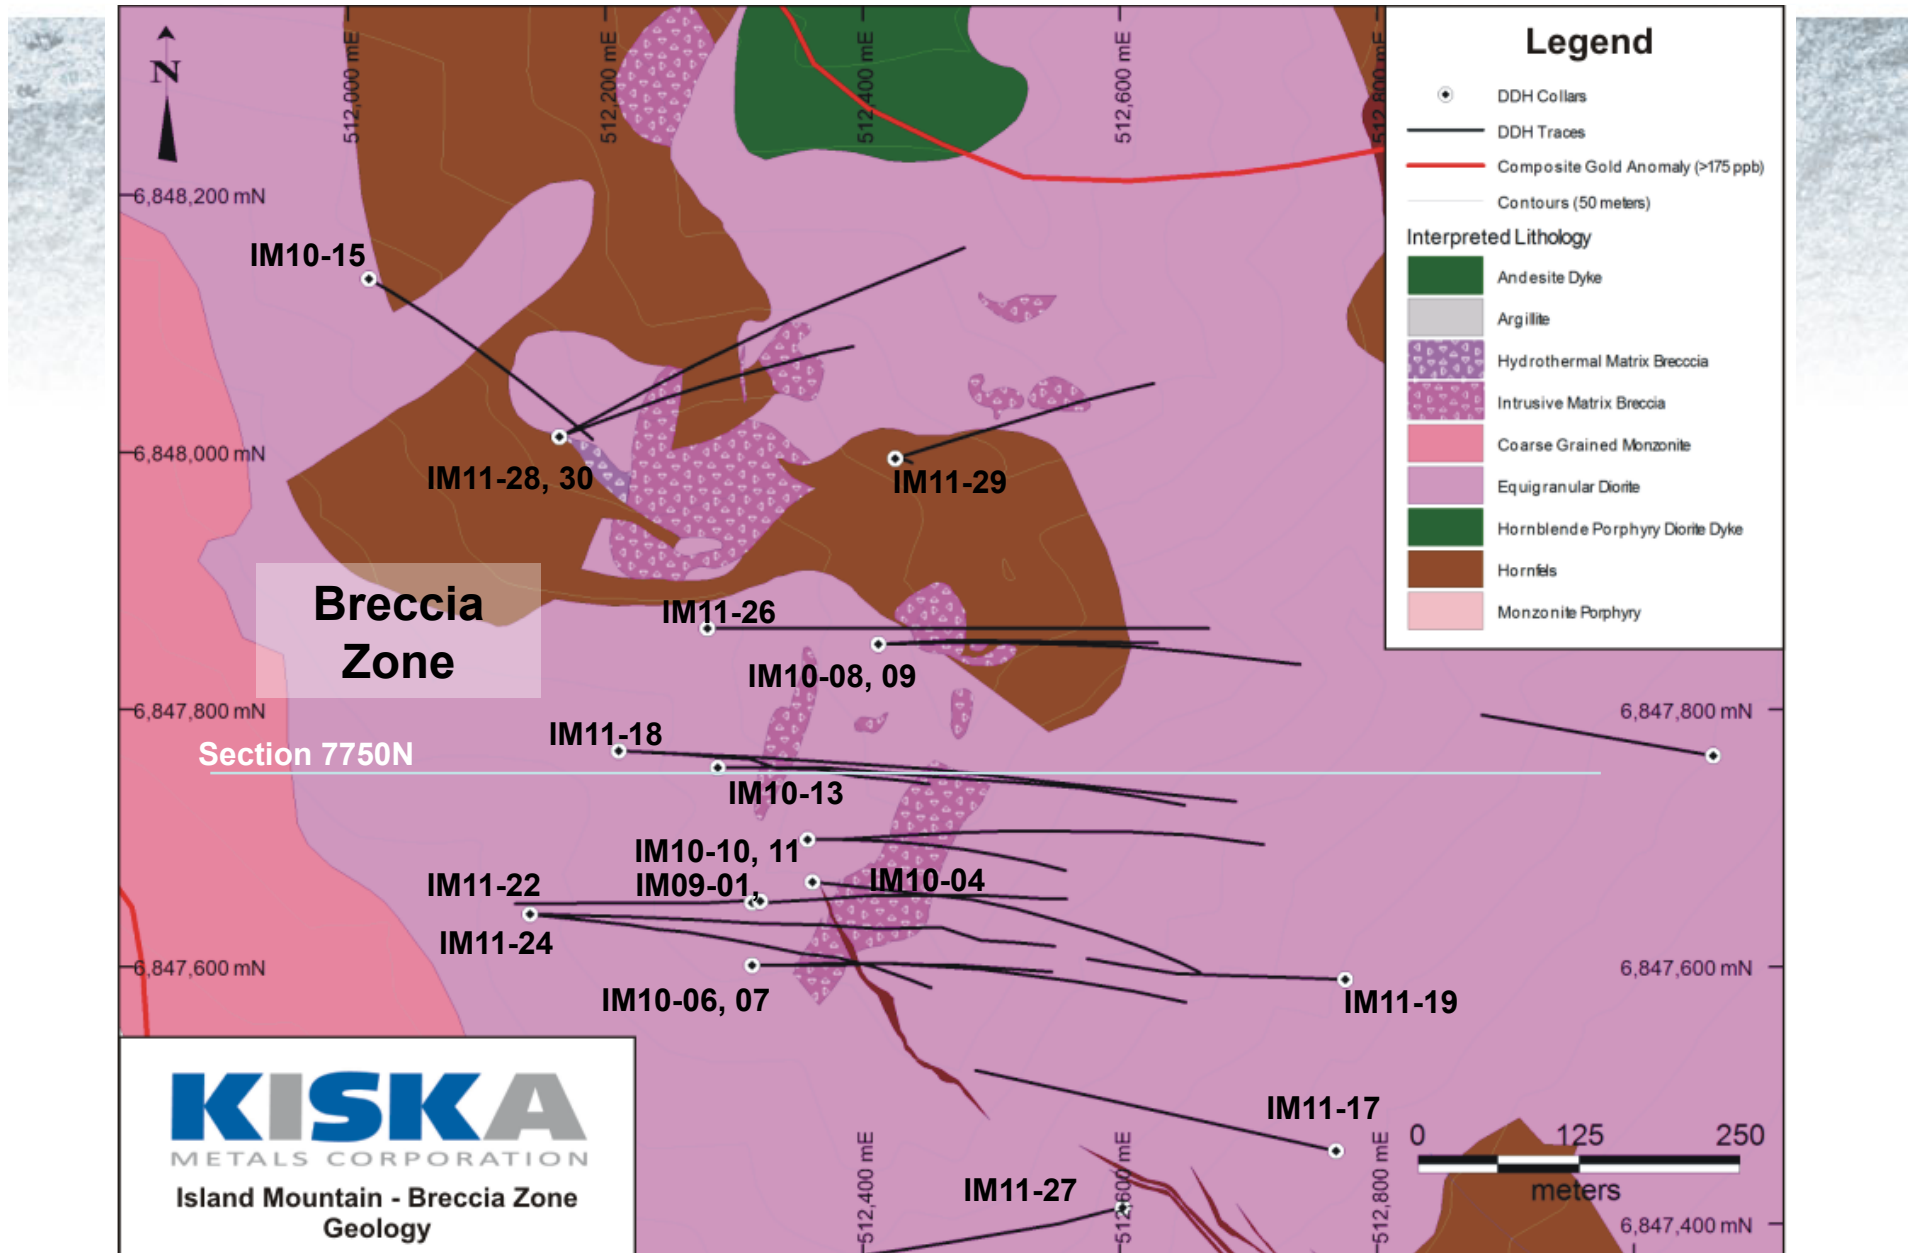 N
512,000 mE
512,200 mE
512,400 mE
512,600 mE
512,800 mE
Legend
DDH Collars
DDH Traces
Composite Gold Anomaly (>175 ppb)
Contours (50 meters)
Interpreted Lithology
Andesite Dyke
Argillite
Hydrothermal Matrix Brecccia
Intrusive Matrix Breccia
Coarse Grained Monzonite
Equigranular Diorite
Hornblende Porphyry Diorite Dyke
Hornfels
Monzonite Porphyry
6,848,200 mN
IM10-15
6,848,000 mN
IM11-28, 30
IM11-29
Breccia
Zone
IM11-26
IM10-08, 09
6,847,800 mN
6,847,800 mN
IM11-18
Section 7750N
IM10-13
IM10-10, 11
IM11-22
IM09-01,
IM10-04
IM11-24
6,847,600 mN
6,847,600 mN
IM10-06, 07
IM11-19
IM11-17
IM11-27
512,400 mE
512,600 mE
512,800 mE
0 125 250
meters
6,847,400 mN
KISKA
METALS CORPORATION
Island Mountain - Breccia Zone
Geology